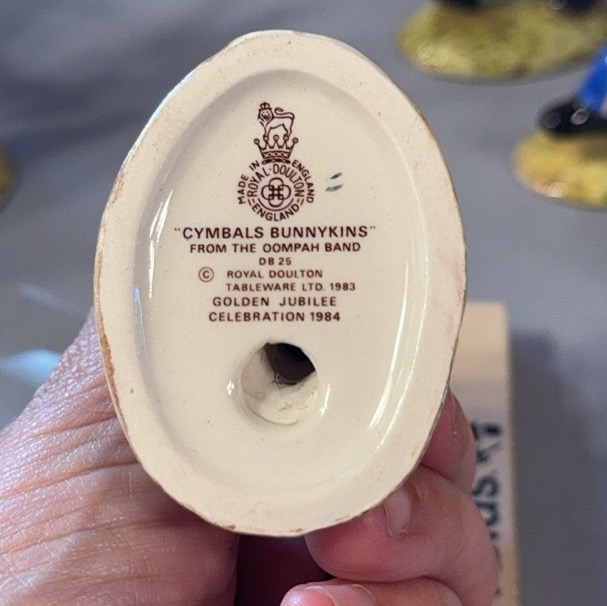 MADE IN ENGLAND
ROYAL·DOULTON
ENGLAND
"CYMBALS BUNNYKINS"
FROM THE OOMPAH BAND
DB 25
© ROYAL DOULTON
TABLEWARE LTD. 1983
GOLDEN JUBILEE
CELEBRATION 1984